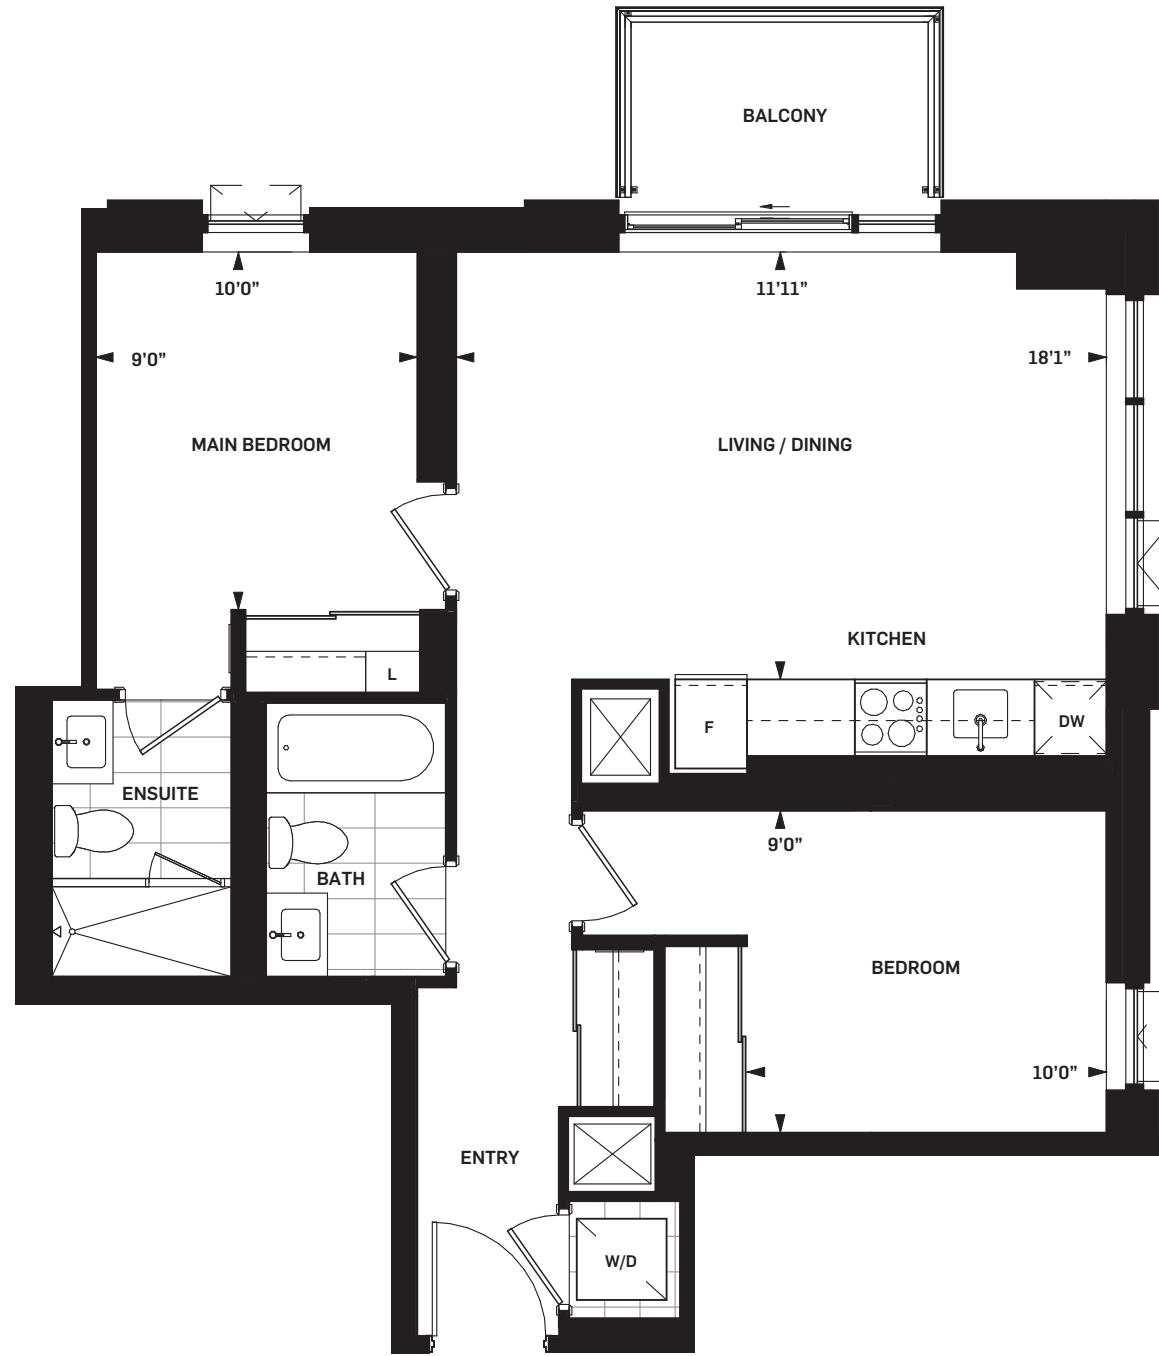 BALCONY
10'0"
11'11"
9'0"
18'1"
MAIN BEDROOM
LIVING / DINING
KITCHEN
L
F
DW
ENSUITE
9'0"
BATH
BEDROOM
10'0"
ENTRY
W/D